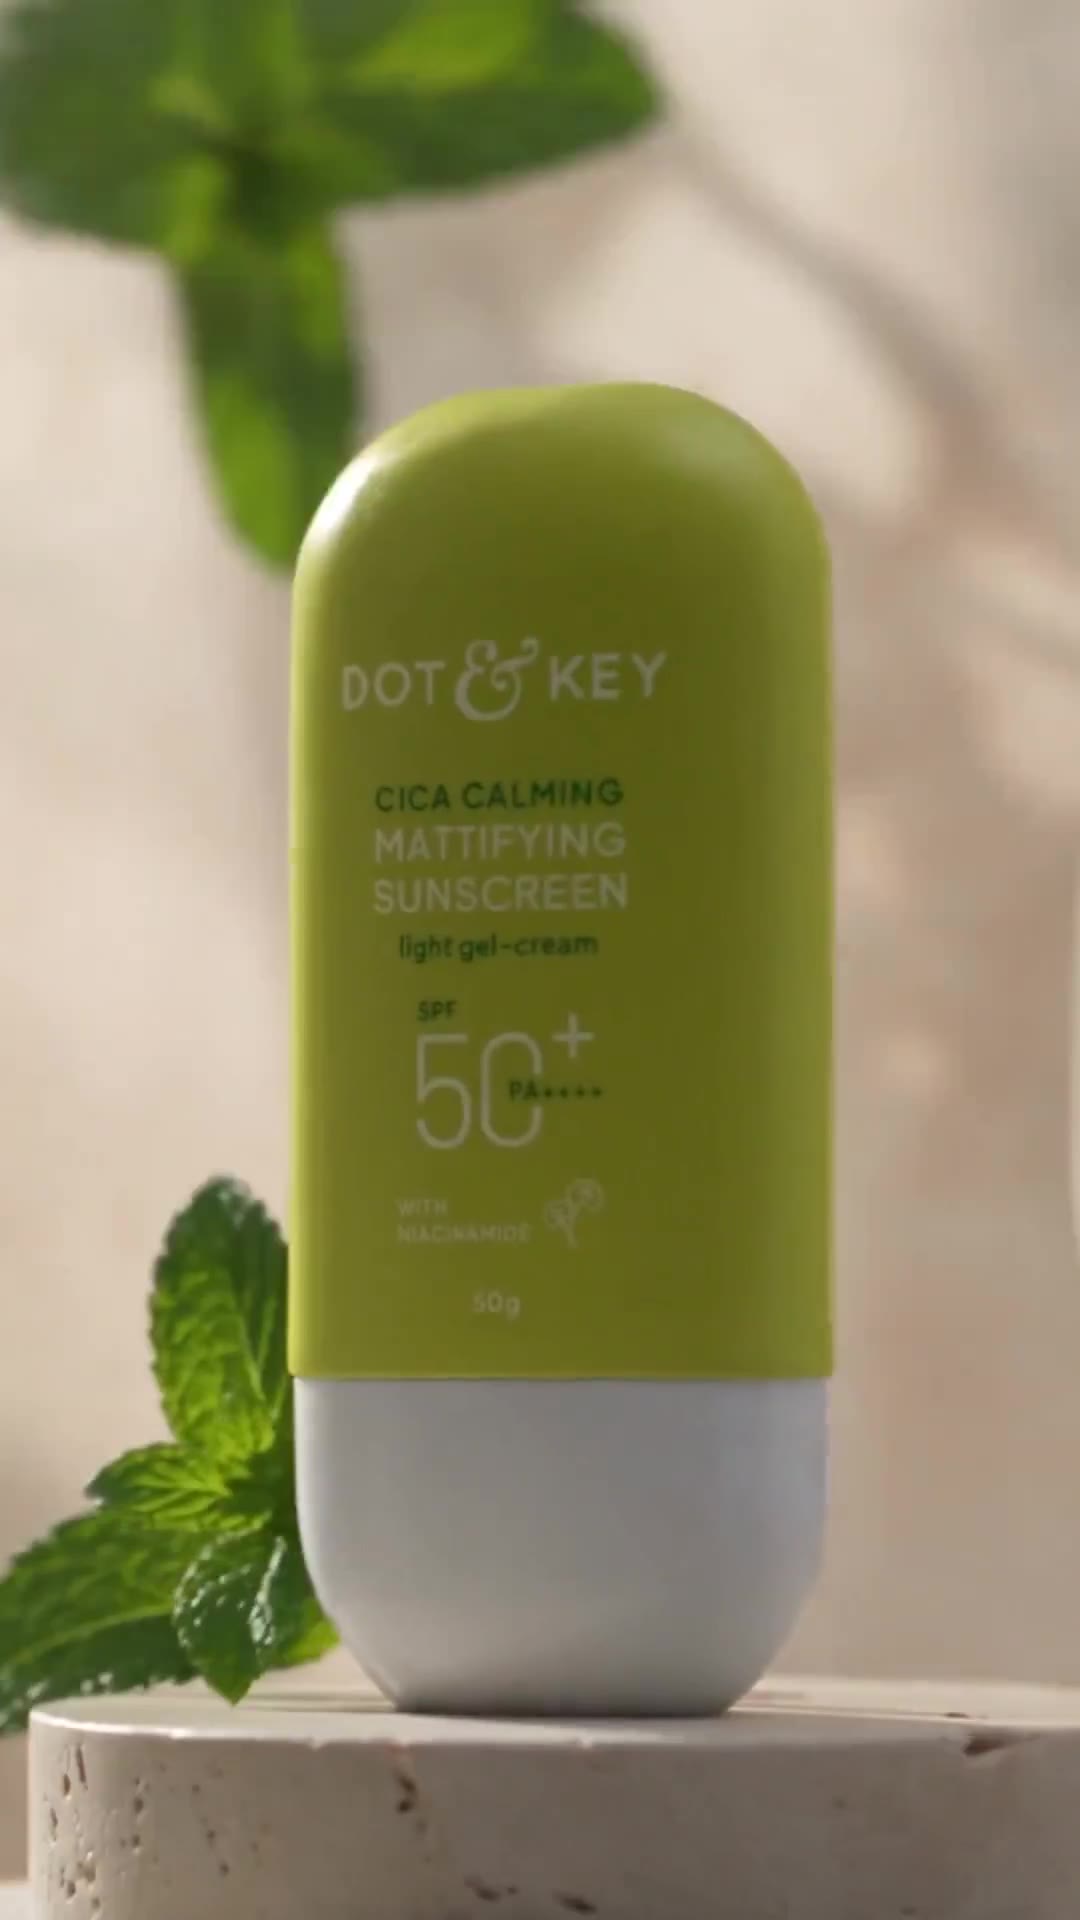 DOT & KEY
CICA CALMING
MATTIFYING
SUNSCREEN
light gel-cream
SPF
50+
PA++++
WITH
NIACINAMIDE
50g